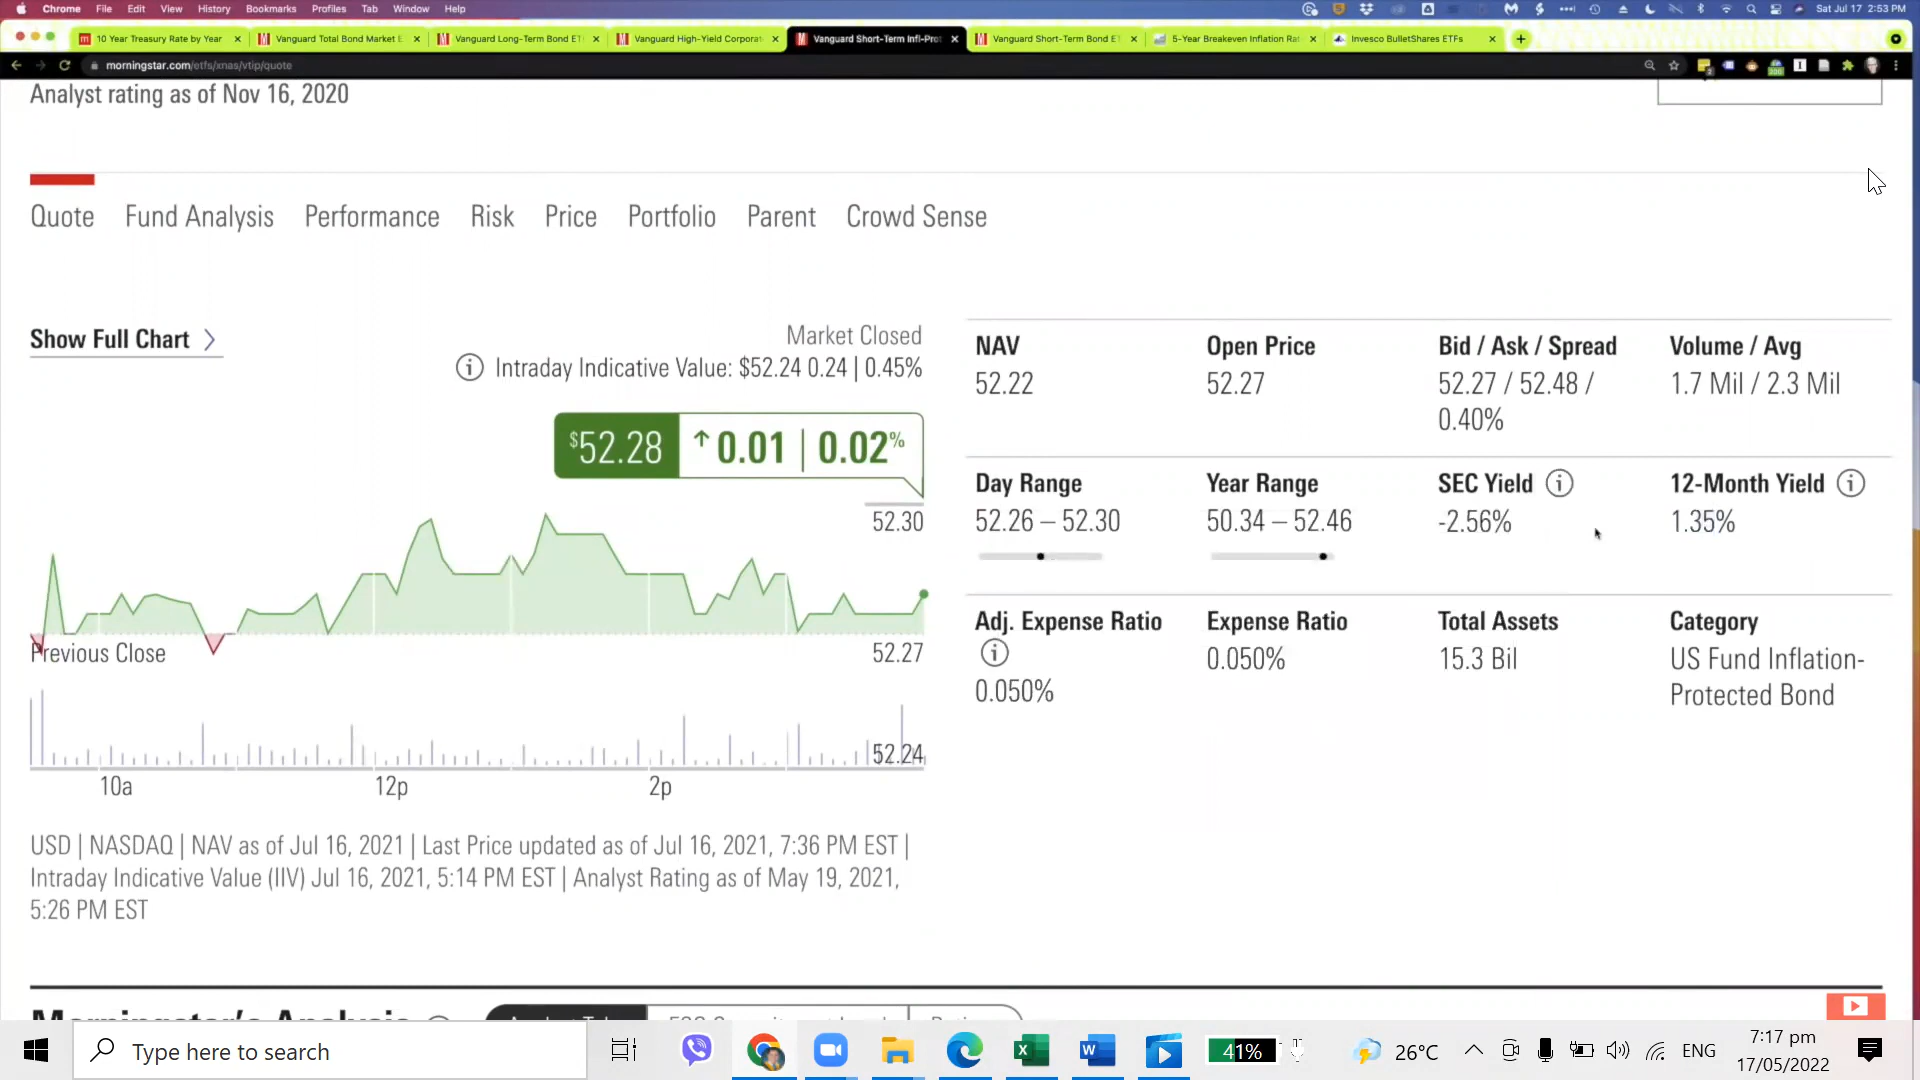 Chrome File Edit View History Bookmarks Profiles Tab Window Help Sat Jul 17 2:53 PM
10 Year Treasury Rate by Year Vanguard Total Bond Market E Vanguard Long-Term Bond ET Vanguard High-Yield Corporat Vanguard Short-Term Infl-Prot Vanguard Short-Term Bond E 5-Year Breakeven Inflation Rat Invesco BulletShares ETFs
morningstar.com/etfs/xnas/vtip/quote
Analyst rating as of Nov 16, 2020
Quote Fund Analysis Performance Risk Price Portfolio Parent Crowd Sense
Show Full Chart
Market Closed
Intraday Indicative Value: $52.24 0.24 | 0.45%
$52.28 ↑0.01 | 0.02%
52.30
Previous Close 52.27
52.24
10a 12p 2p
USD | NASDAQ | NAV as of Jul 16, 2021 | Last Price updated as of Jul 16, 2021, 7:36 PM EST |
Intraday Indicative Value (IIV) Jul 16, 2021, 5:14 PM EST | Analyst Rating as of May 19, 2021,
5:26 PM EST
NAV Open Price Bid / Ask / Spread Volume / Avg
52.22 52.27 52.27 / 52.48 / 1.7 Mil / 2.3 Mil
0.40%
Day Range Year Range SEC Yield 12-Month Yield
52.26 – 52.30 50.34 – 52.46 -2.56% 1.35%
Adj. Expense Ratio Expense Ratio Total Assets Category
0.050% 15.3 Bil US Fund Inflation-
0.050% Protected Bond
Morningstar's Analysis
Type here to search 41% 26°C ENG 7:17 pm
17/05/2022